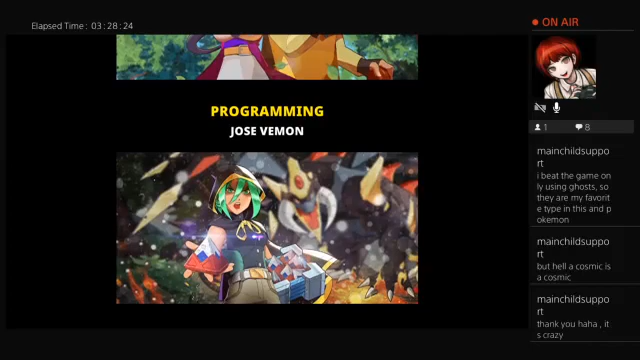 Elapsed Time : 03:28:24
ON AIR
PROGRAMMING
JOSE VEMON
1
8
mainchildsuppo
rt
i beat the game on
ly using ghosts, so
they are my favorit
e type in this and p
okemon
mainchildsuppo
rt
but hell a cosmic is
a cosmic
mainchildsuppo
rt
thank you haha , it
s crazy